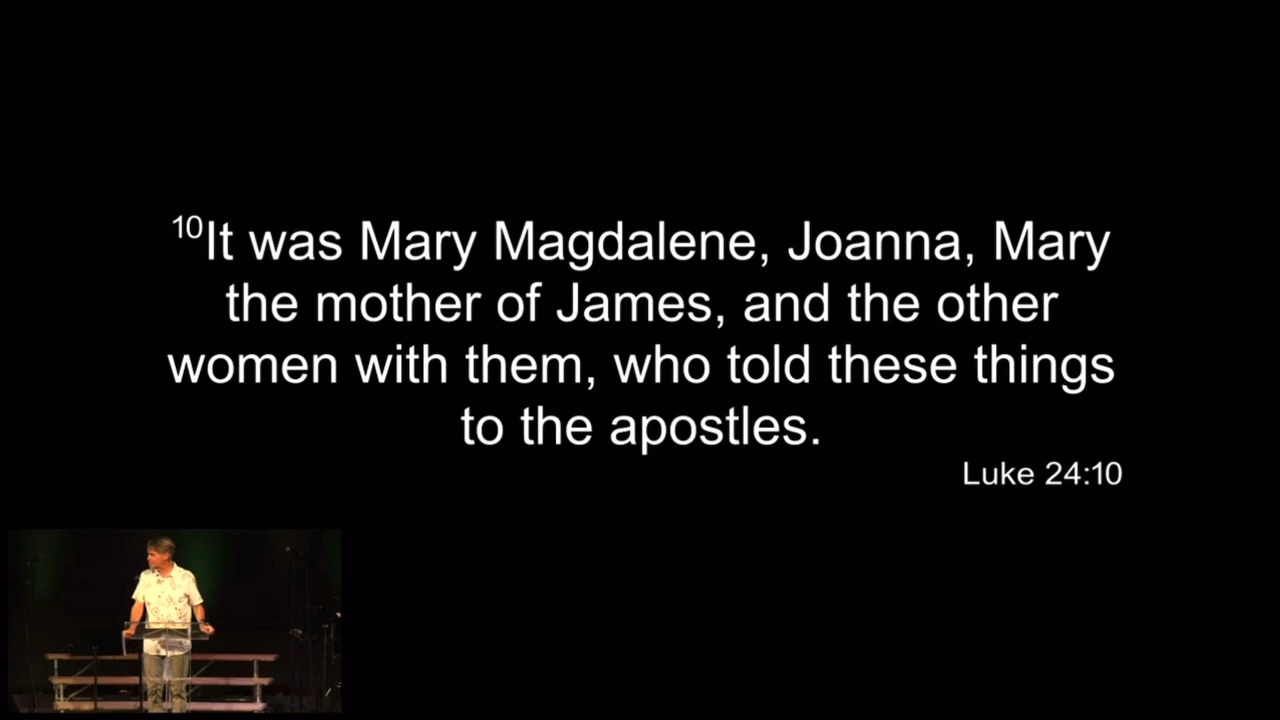 ¹⁰It was Mary Magdalene, Joanna, Mary
the mother of James, and the other
women with them, who told these things
to the apostles.
Luke 24:10